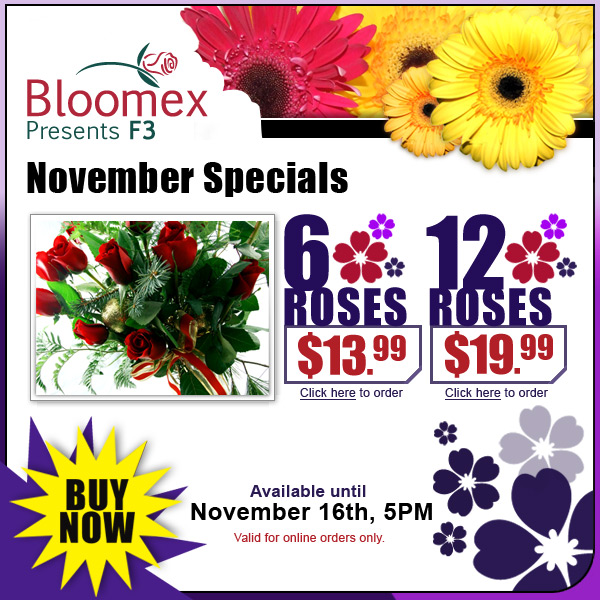 Bloomex
Presents F3
November Specials
6 ROSES
$13.99
Click here to order
12 ROSES
$19.99
Click here to order
BUY NOW
Available until
November 16th, 5PM
Valid for online orders only.